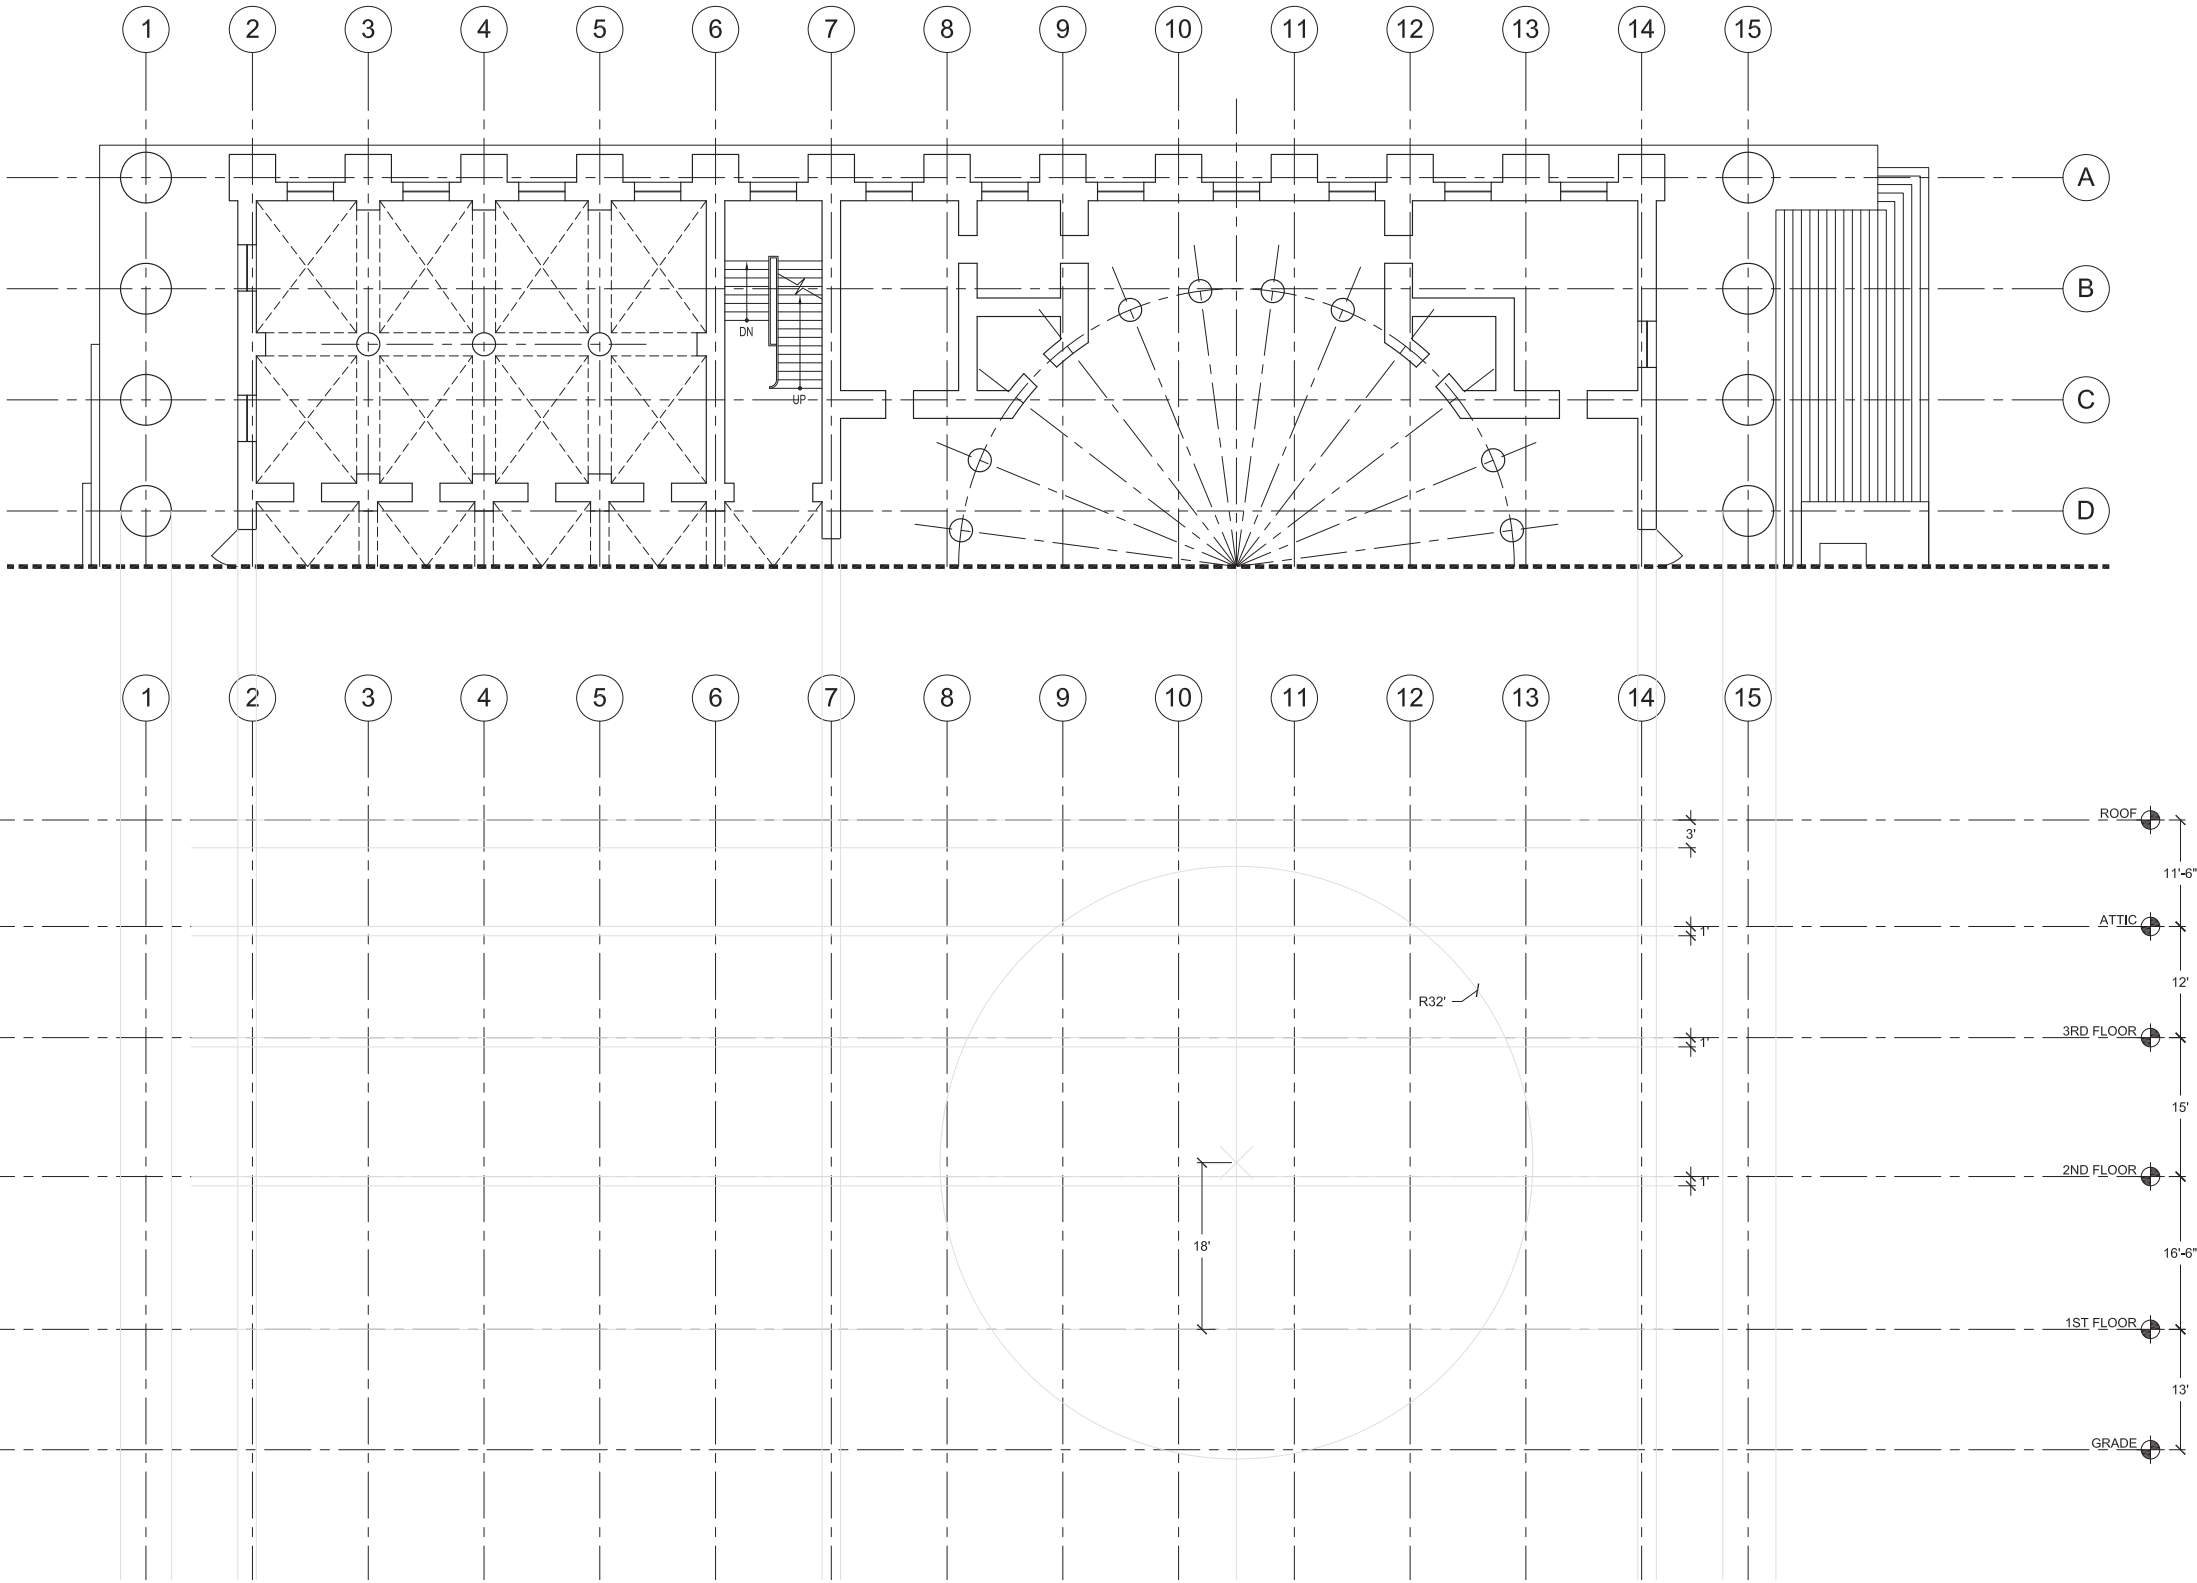 1 2 3 4 5 6 7 8 9 10 11 12 13 14 15
A
B
DN
UP
C
D
1 2 3 4 5 6 7 8 9 10 11 12 13 14 15
ROOF
3'
11'-6"
ATTIC
1'
12'
R32'
3RD FLOOR
1'
15'
2ND FLOOR
1'
18'
16'-6"
1ST FLOOR
13'
GRADE